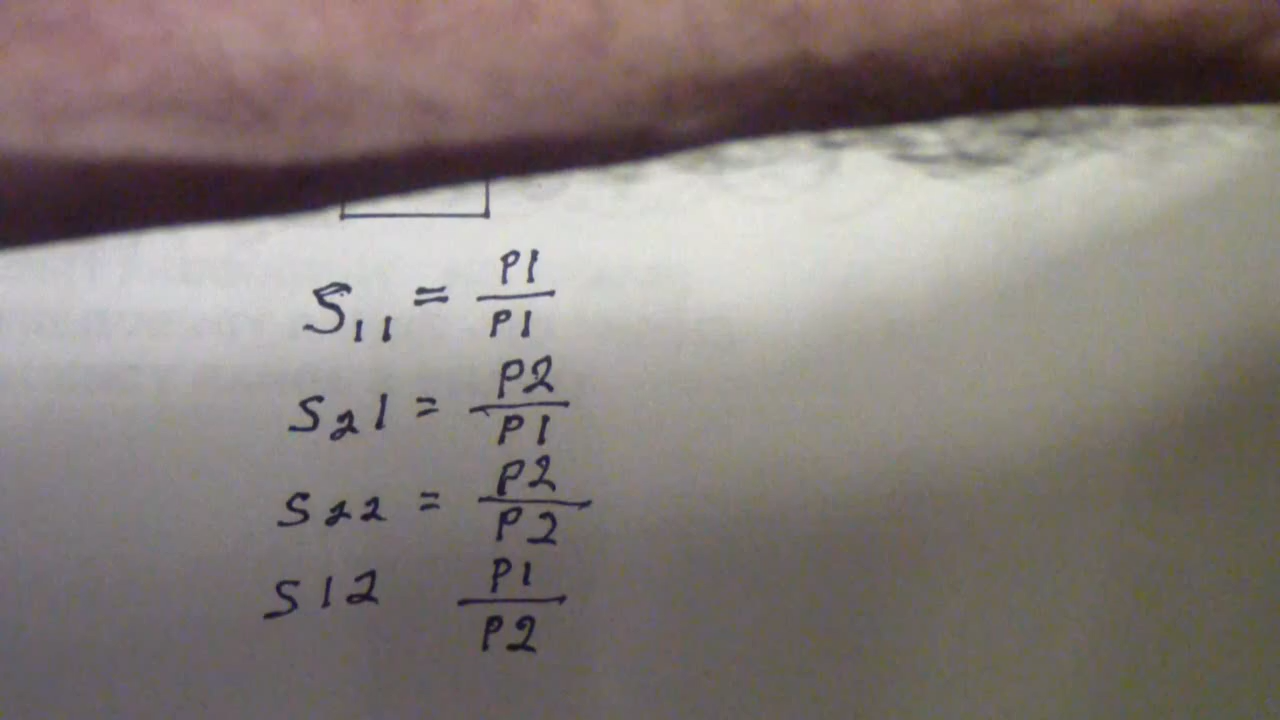 S11 = P1/P1
S21 = P2/P1
S22 = P2/P2
S12 P1/P2